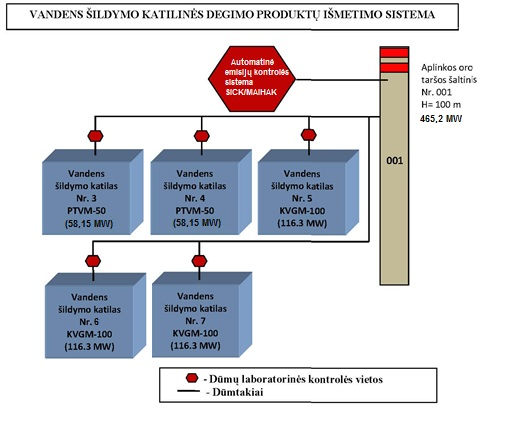 VANDENS ŠILDYMO KATILINĖS DEGIMO PRODUKTŲ IŠMETIMO SISTEMA
Automatinė
emisijų kontrolės
sistema
SICK/MAIHAK
Aplinkos oro
taršos šaltinis
Nr. 001
H= 100 m
465,2 MW
001
Vandens
šildymo katilas
Nr. 3
PTVM-50
(58,15 MW)
Vandens
šildymo katilas
Nr. 4
PTVM-50
(58,15 MW)
Vandens
šildymo katilas
Nr. 5
KVGM-100
(116.3 MW)
Vandens
šildymo katilas
Nr. 6
KVGM-100
(116.3 MW)
Vandens
šildymo katilas
Nr. 7
KVGM-100
(116.3 MW)
- Dūmų laboratorinės kontrolės vietos
- Dūmtakiai